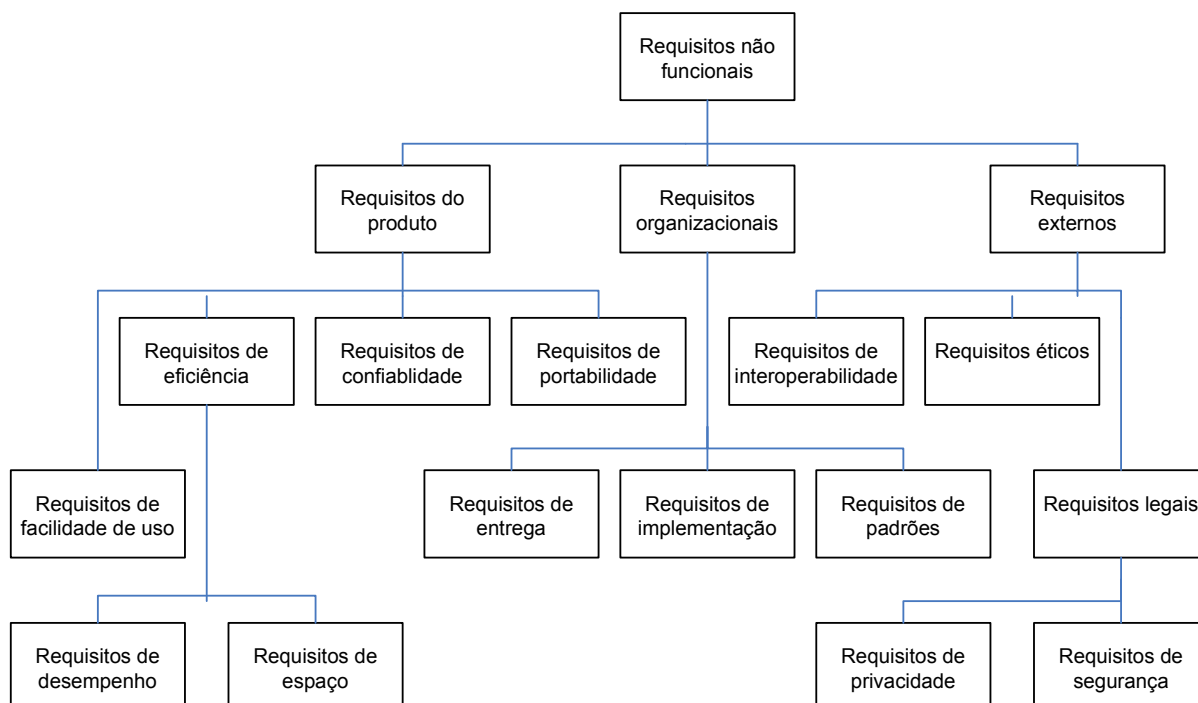 Requisitos não
funcionais
Requisitos do
produto
Requisitos
organizacionais
Requisitos
externos
Requisitos de
eficiência
Requisitos de
confiablidade
Requisitos de
portabilidade
Requisitos de
interoperabilidade
Requisitos éticos
Requisitos de
facilidade de uso
Requisitos de
entrega
Requisitos de
implementação
Requisitos de
padrões
Requisitos legais
Requisitos de
desempenho
Requisitos de
espaço
Requisitos de
privacidade
Requisitos de
segurança